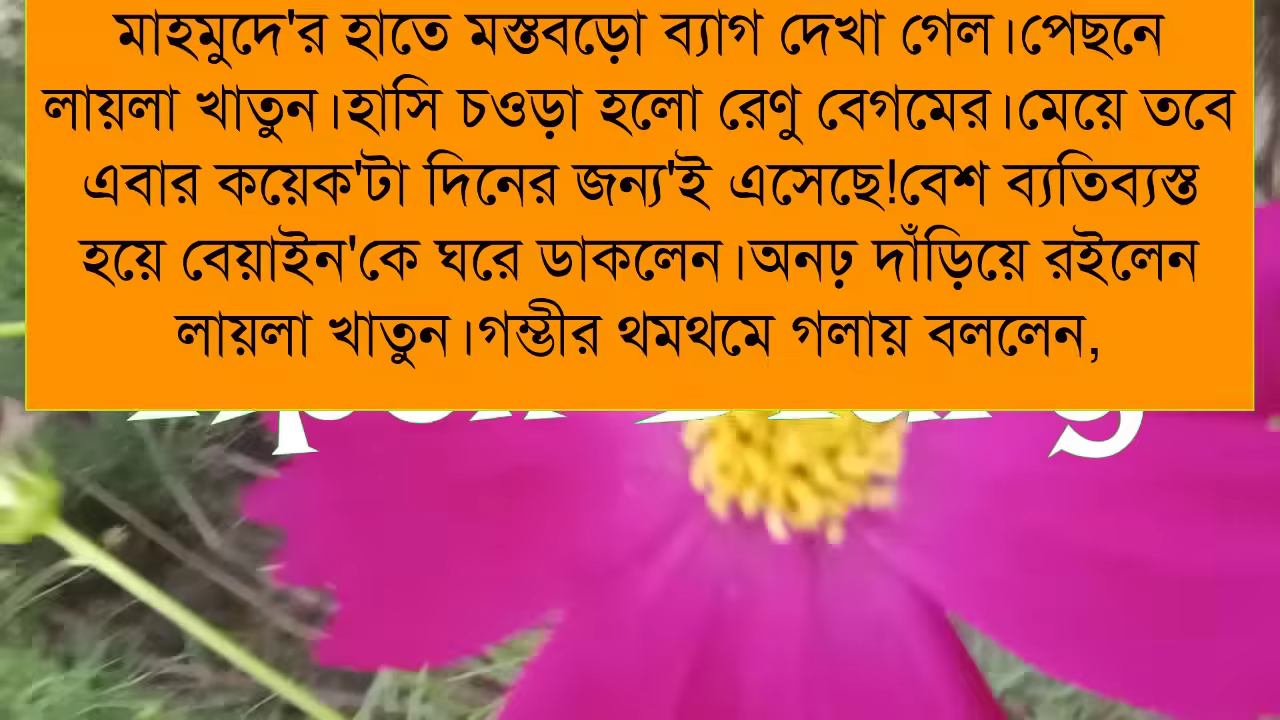 মাহমুদে'র হাতে মস্তবড়ো ব্যাগ দেখা গেল।পেছনে
লায়লা খাতুন।হাসি চওড়া হলো রেণু বেগমের।মেয়ে তবে
এবার কয়েক'টা দিনের জন্য'ই এসেছে!বেশ ব্যতিব্যস্ত
হয়ে বেয়াইন'কে ঘরে ডাকলেন।অনঢ় দাঁড়িয়ে রইলেন
লায়লা খাতুন।গম্ভীর থমথমে গলায় বললেন,